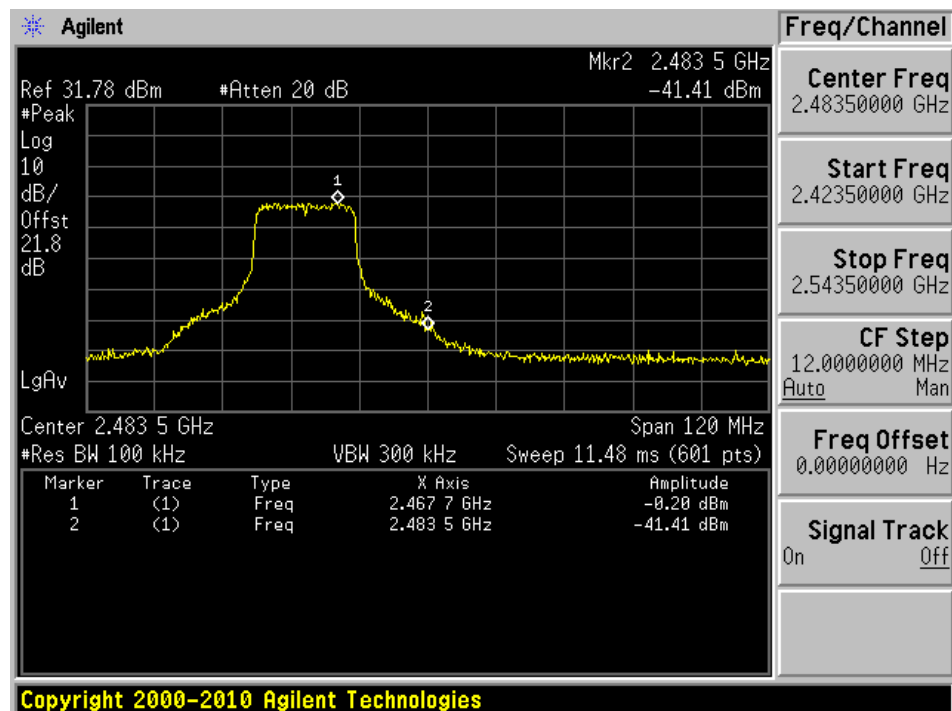 Agilent
Freq/Channel
Mkr2 2.483 5 GHz
Ref 31.78 dBm #Atten 20 dB -41.41 dBm
#Peak
Log
10
dB/
Offst
21.8
dB
LgAv
1
2
Center 2.483 5 GHz Span 120 MHz
#Res BW 100 kHz VBW 300 kHz Sweep 11.48 ms (601 pts)
Marker Trace Type X Axis Amplitude
1 (1) Freq 2.467 7 GHz -0.20 dBm
2 (1) Freq 2.483 5 GHz -41.41 dBm
Center Freq
2.48350000 GHz
Start Freq
2.42350000 GHz
Stop Freq
2.54350000 GHz
CF Step
12.0000000 MHz
Auto Man
Freq Offset
0.00000000 Hz
Signal Track
On Off
Copyright 2000-2010 Agilent Technologies